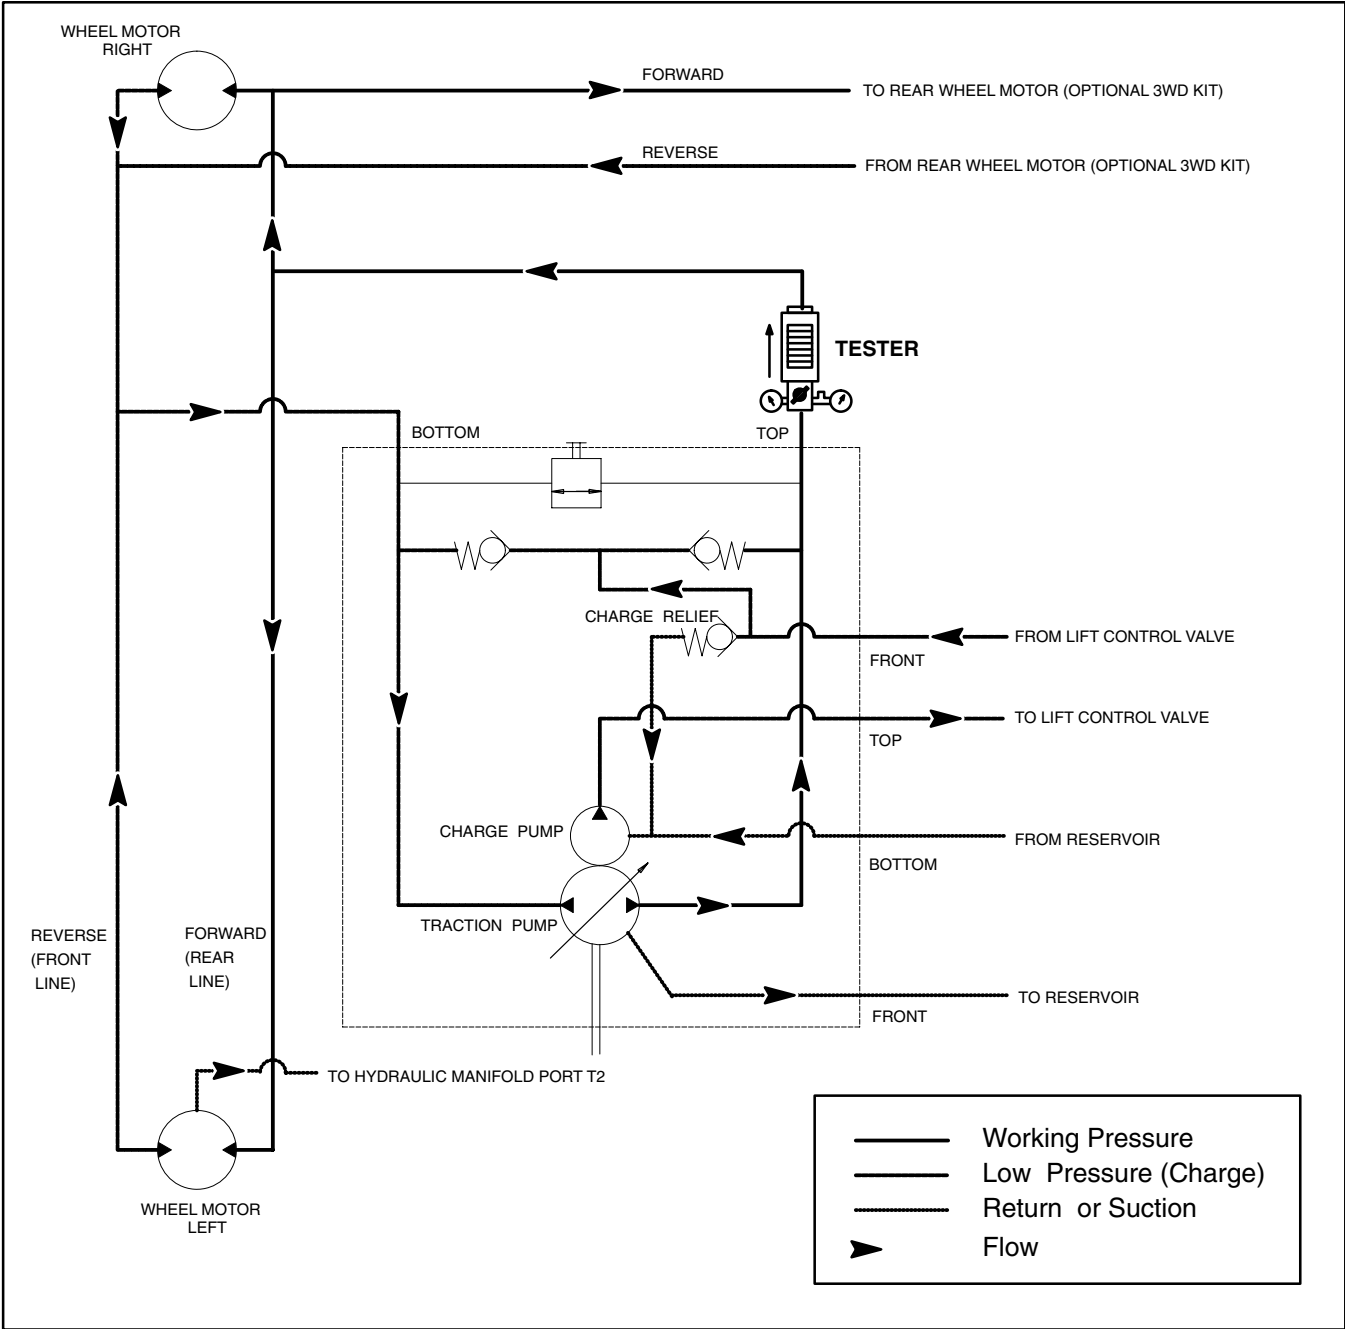 WHEEL MOTOR
RIGHT
FORWARD
TO REAR WHEEL MOTOR (OPTIONAL 3WD KIT)
REVERSE
FROM REAR WHEEL MOTOR (OPTIONAL 3WD KIT)
TESTER
BOTTOM
TOP
CHARGE RELIEF
FROM LIFT CONTROL VALVE
FRONT
TO LIFT CONTROL VALVE
TOP
CHARGE PUMP
FROM RESERVOIR
BOTTOM
TRACTION PUMP
REVERSE
(FRONT
LINE)
FORWARD
(REAR
LINE)
TO RESERVOIR
FRONT
TO HYDRAULIC MANIFOLD PORT T2
WHEEL MOTOR
LEFT
Working Pressure
Low Pressure (Charge)
Return or Suction
Flow